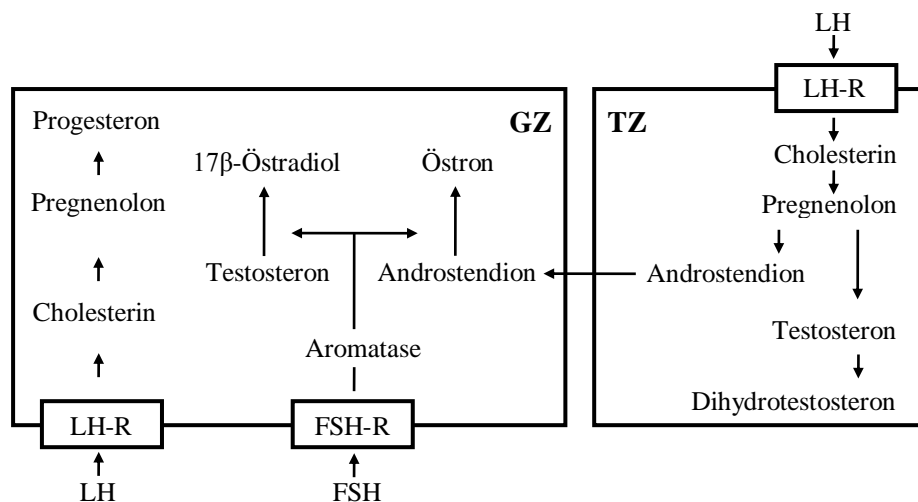 LH
LH-R
GZ
TZ
Progesteron
17β-Östradiol
Östron
Cholesterin
Pregnenolon
Pregnenolon
Testosteron
Androstendion
Androstendion
Cholesterin
Testosteron
Aromatase
Dihydrotestosteron
LH-R
FSH-R
LH
FSH